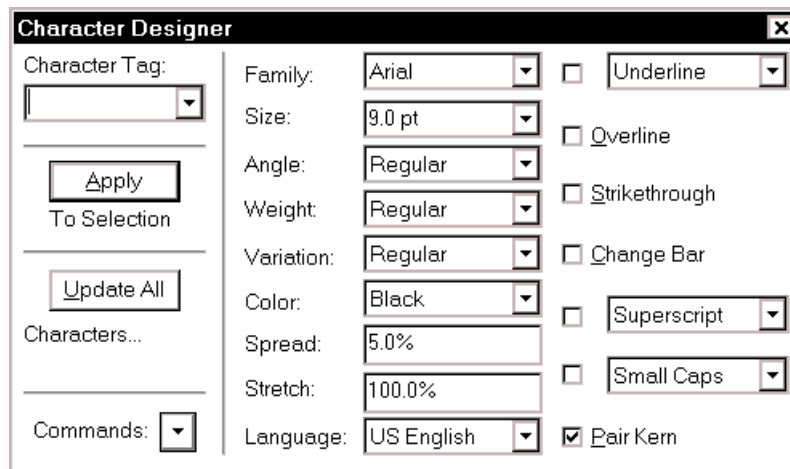 Character Designer
Character Tag:
Apply
To Selection
Update All
Characters...
Commands:
Family: Arial
Size: 9.0 pt
Angle: Regular
Weight: Regular
Variation: Regular
Color: Black
Spread: 5.0%
Stretch: 100.0%
Language: US English
Underline
Overline
Strikethrough
Change Bar
Superscript
Small Caps
Pair Kern